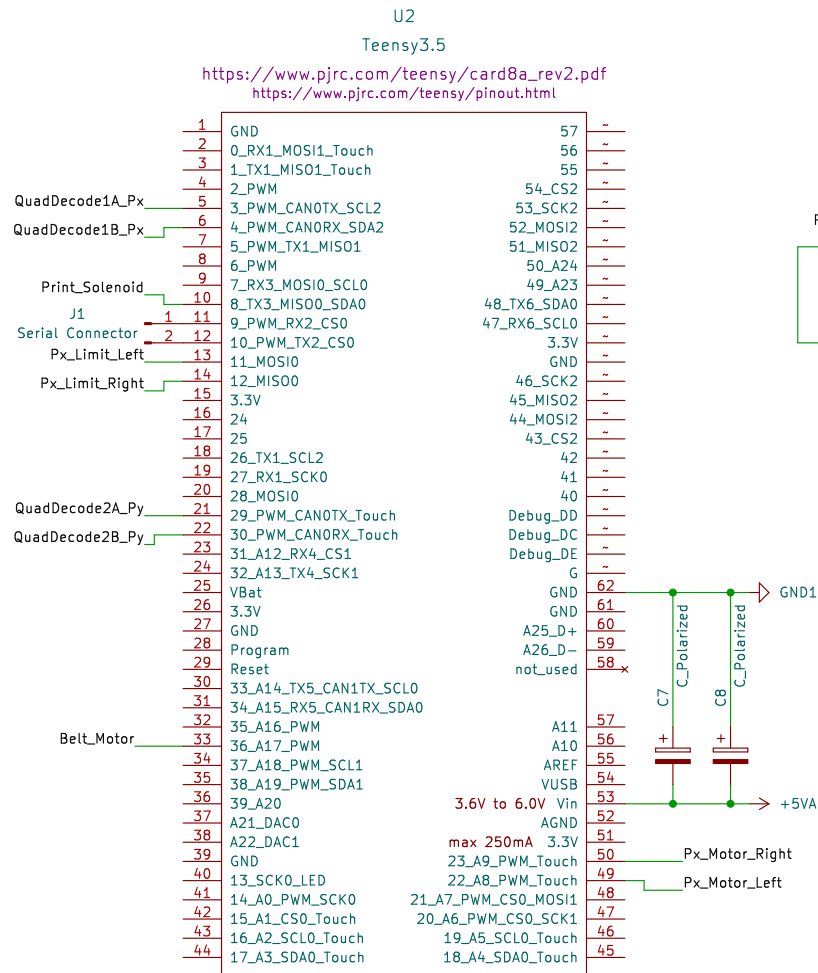 U2
Teensy3.5
https://www.pjrc.com/teensy/card8a_rev2.pdf
https://www.pjrc.com/teensy/pinout.html
1 GND 57 ~
2 0_RX1_MOSI1_Touch 56 ~
3 1_TX1_MISO1_Touch 55 ~
4 2_PWM 54_CS2 ~
QuadDecode1A_Px 5 3_PWM_CAN0TX_SCL2 53_SCK2 ~
QuadDecode1B_Px 6 4_PWM_CAN0RX_SDA2 52_MOSI2 ~
7 5_PWM_TX1_MISO1 51_MISO2 ~
8 6_PWM 50_A24 ~
9 7_RX3_MOSI0_SCL0 49_A23 ~
Print_Solenoid 10 8_TX3_MISO0_SDA0 48_TX6_SDA0 ~
J1
Serial Connector
1 11 9_PWM_RX2_CS0 47_RX6_SCL0 ~
2 12 10_PWM_TX2_CS0 3.3V ~
Px_Limit_Left 13 11_MOSI0 GND ~
Px_Limit_Right 14 12_MISO0 46_SCK2 ~
15 3.3V 45_MISO2 ~
16 24 44_MOSI2 ~
17 25 43_CS2 ~
18 26_TX1_SCL2 42 ~
19 27_RX1_SCK0 41 ~
20 28_MOSI0 40 ~
QuadDecode2A_Py 21 29_PWM_CAN0TX_Touch Debug_DD ~
QuadDecode2B_Py 22 30_PWM_CAN0RX_Touch Debug_DC ~
23 31_A12_RX4_CS1 Debug_DE ~
24 32_A13_TX4_SCK1 G ~
25 VBat GND 62 GND1
26 3.3V GND 61
27 GND A25_D+ 60
28 Program A26_D- 59
29 Reset not_used 58
C7 C_Polarized
C8 C_Polarized
30 33_A14_TX5_CAN1TX_SCL0
31 34_A15_RX5_CAN1RX_SDA0
32 35_A16_PWM A11 57
Belt_Motor 33 36_A17_PWM A10 56 + +
34 37_A18_PWM_SCL1 AREF 55
35 38_A19_PWM_SDA1 VUSB 54
36 39_A20 3.6V to 6.0V Vin 53 +5VA
37 A21_DAC0 AGND 52
38 A22_DAC1 max 250mA 3.3V 51
39 GND 23_A9_PWM_Touch 50 Px_Motor_Right
40 13_SCK0_LED 22_A8_PWM_Touch 49 Px_Motor_Left
41 14_A0_PWM_SCK0 21_A7_PWM_CS0_MOSI1 48
42 15_A1_CS0_Touch 20_A6_PWM_CS0_SCK1 47
43 16_A2_SCL0_Touch 19_A5_SCL0_Touch 46
44 17_A3_SDA0_Touch 18_A4_SDA0_Touch 45